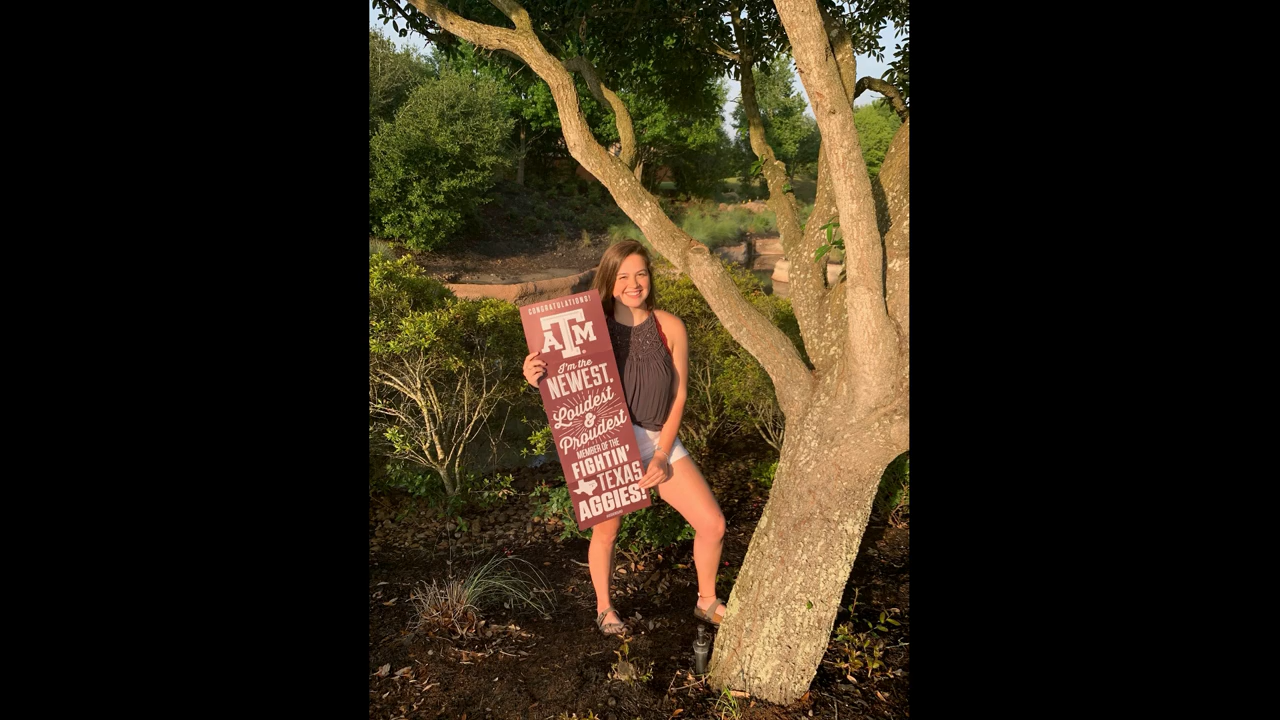 CONGRATULATIONS!
ATM
I'm the
NEWEST,
Loudest
&
Proudest
MEMBER OF THE
FIGHTIN'
TEXAS
AGGIES!